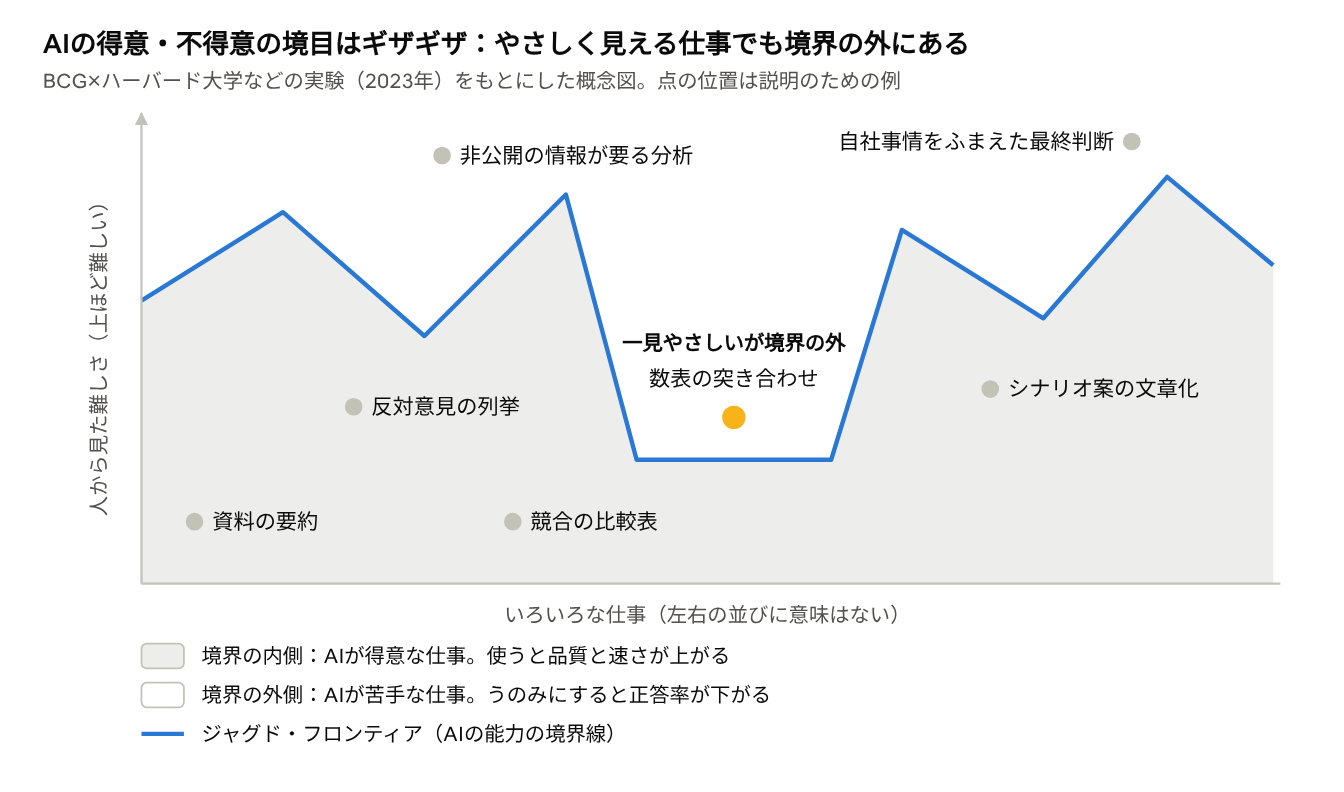 AIの得意・不得意の境目はギザギザ：やさしく見える仕事でも境界の外にある
BCG×ハーバード大学などの実験（2023年）をもとにした概念図。点の位置は説明のための例
人から見た難しさ（上ほど難しい）
自社事情をふまえた最終判断
非公開の情報が要る分析
一見やさしいが境界の外
数表の突き合わせ
シナリオ案の文章化
反対意見の列挙
資料の要約
競合の比較表
いろいろな仕事（左右の並びに意味はない）
境界の内側：AIが得意な仕事。使うと品質と速さが上がる
境界の外側：AIが苦手な仕事。うのみにすると正答率が下がる
ジャグド・フロンティア（AIの能力の境界線）